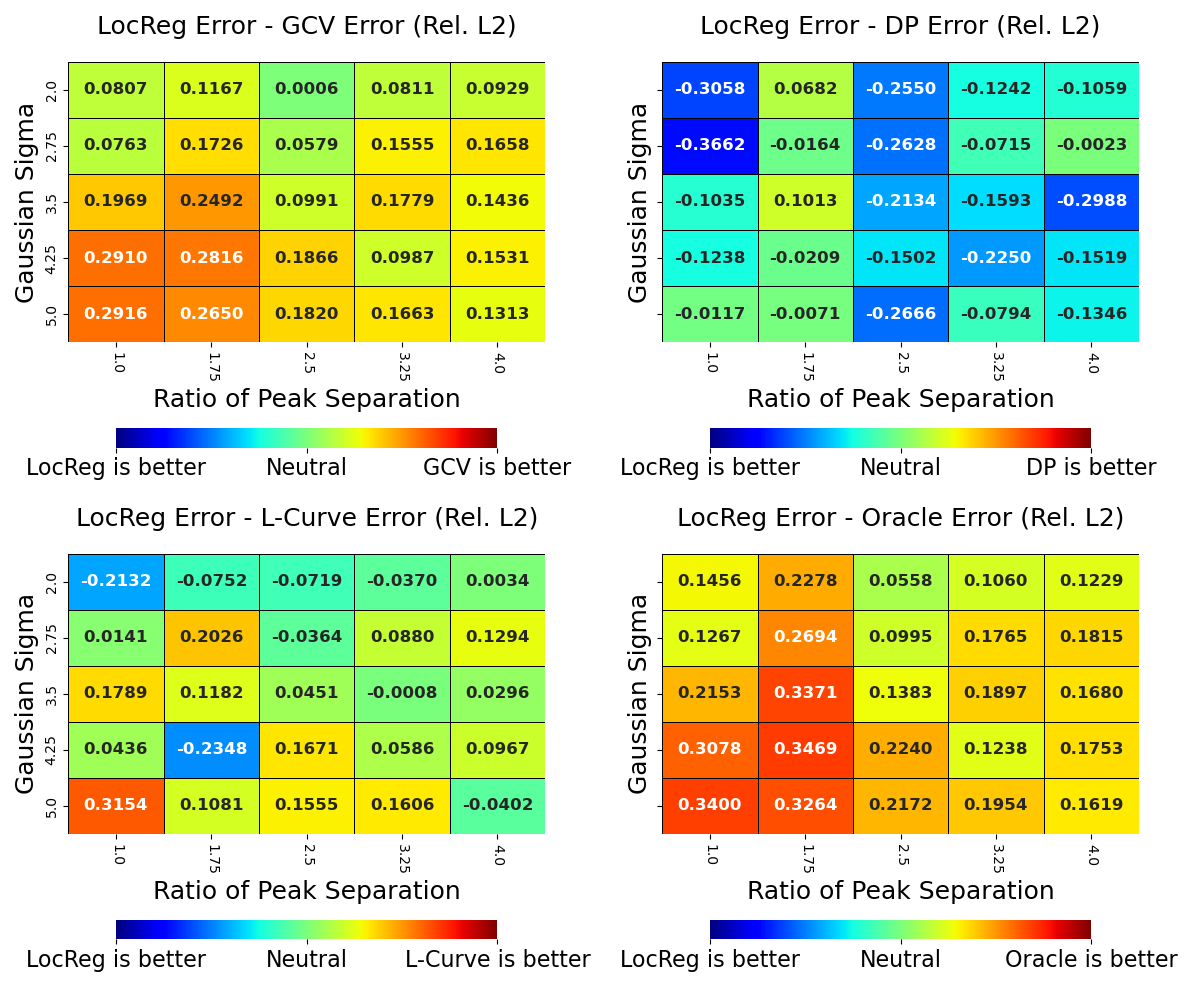 LocReg Error - GCV Error (Rel. L2)
Gaussian Sigma
2.0 0.0807 0.1167 0.0006 0.0811 0.0929
2.75 0.0763 0.1726 0.0579 0.1555 0.1658
3.5 0.1969 0.2492 0.0991 0.1779 0.1436
4.25 0.2910 0.2816 0.1866 0.0987 0.1531
5.0 0.2916 0.2650 0.1820 0.1663 0.1313
1.0 1.75 2.5 3.25 4.0
Ratio of Peak Separation
LocReg is better Neutral GCV is better
LocReg Error - DP Error (Rel. L2)
Gaussian Sigma
-0.3058 0.0682 -0.2550 -0.1242 -0.1059
-0.3662 -0.0164 -0.2628 -0.0715 -0.0023
-0.1035 0.1013 -0.2134 -0.1593 -0.2988
-0.1238 -0.0209 -0.1502 -0.2250 -0.1519
-0.0117 -0.0071 -0.2666 -0.0794 -0.1346
1.0 1.75 2.5 3.25 4.0
Ratio of Peak Separation
LocReg is better Neutral DP is better
LocReg Error - L-Curve Error (Rel. L2)
Gaussian Sigma
2.0 -0.2132 -0.0752 -0.0719 -0.0370 0.0034
2.75 0.0141 0.2026 -0.0364 0.0880 0.1294
3.5 0.1789 0.1182 0.0451 -0.0008 0.0296
4.25 0.0436 -0.2348 0.1671 0.0586 0.0967
5.0 0.3154 0.1081 0.1555 0.1606 -0.0402
1.0 1.75 2.5 3.25 4.0
Ratio of Peak Separation
LocReg is better Neutral L-Curve is better
LocReg Error - Oracle Error (Rel. L2)
Gaussian Sigma
0.1456 0.2278 0.0558 0.1060 0.1229
0.1267 0.2694 0.0995 0.1765 0.1815
0.2153 0.3371 0.1383 0.1897 0.1680
0.3078 0.3469 0.2240 0.1238 0.1753
0.3400 0.3264 0.2172 0.1954 0.1619
1.0 1.75 2.5 3.25 4.0
Ratio of Peak Separation
LocReg is better Neutral Oracle is better